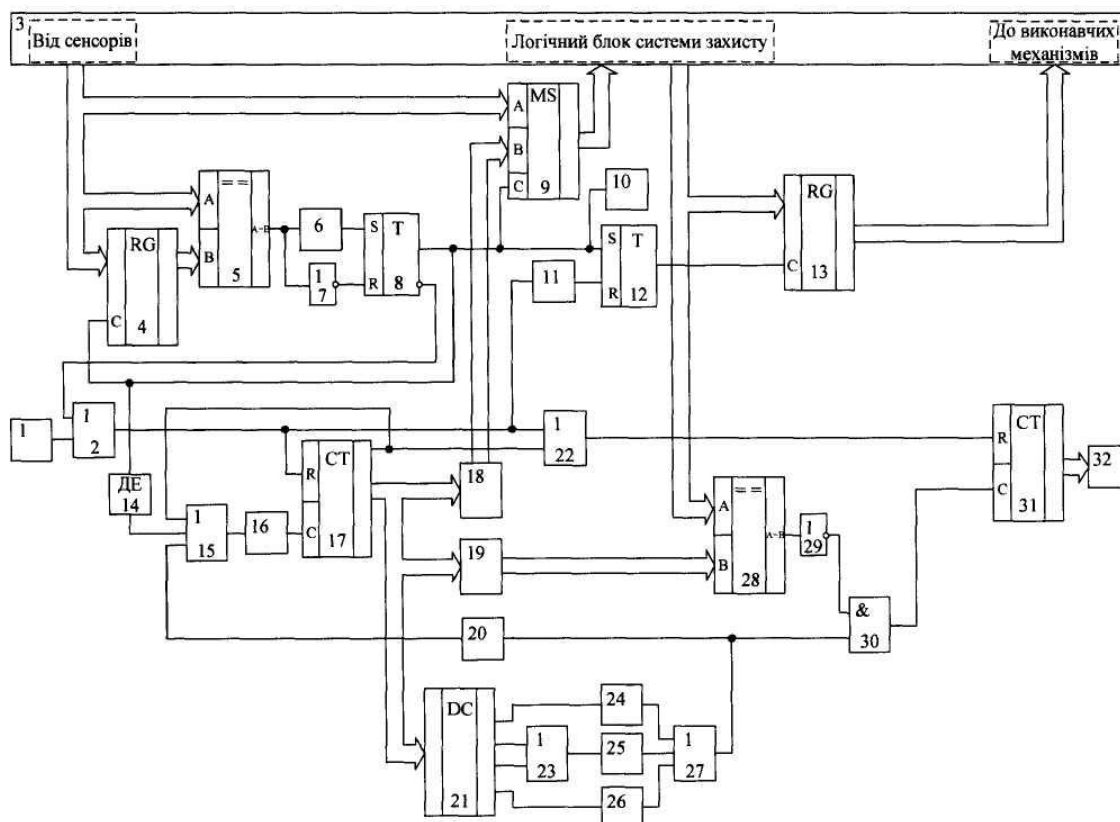 3
Від сенсорів
Логічний блок системи захисту
До виконавчих
механізмів
A
MS
B
C
9
10
A
==
B
A=B
5
RG
C
4
6
1
7
S
T
R
8
11
S
T
R
12
RG
C
13
1
1
2
ДЕ
14
1
15
16
R
CT
C
17
18
1
22
19
20
A
==
B
A=B
28
1
29
&
30
R
CT
C
31
32
DC
21
1
23
24
25
26
1
27